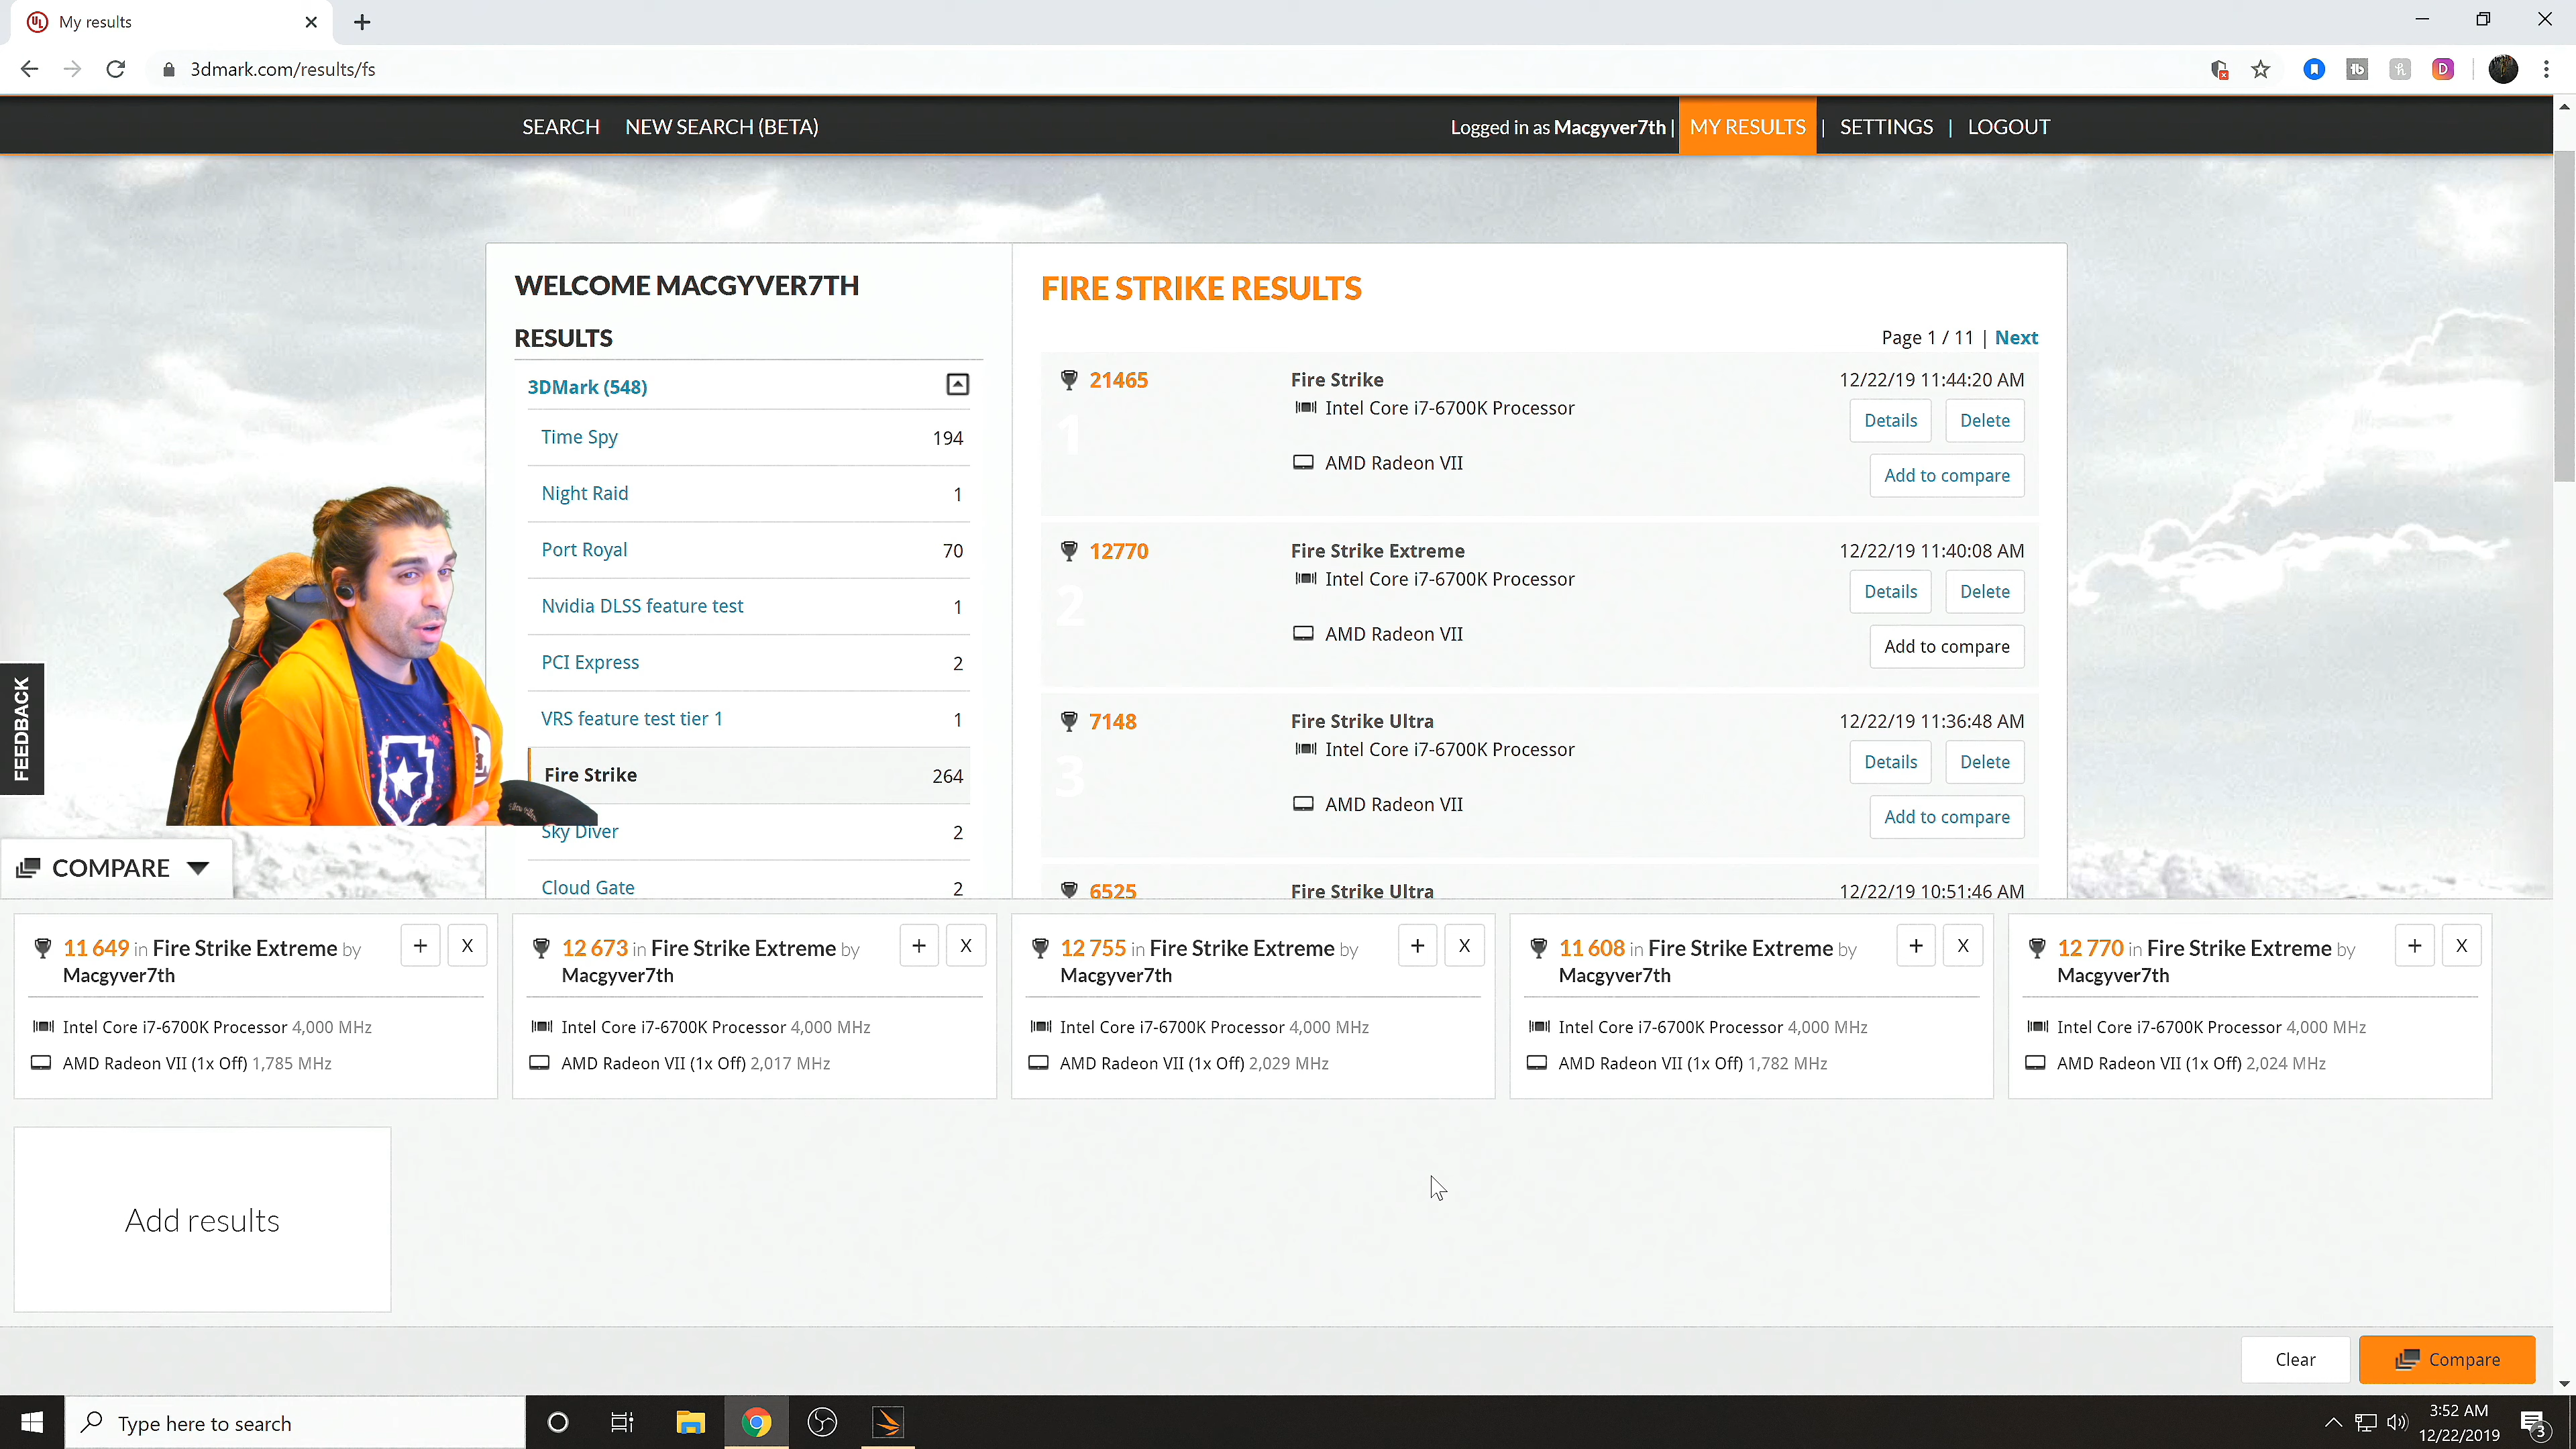 My results
3dmark.com/results/fs
SEARCH NEW SEARCH (BETA) Logged in as Macgyver7th | MY RESULTS | SETTINGS | LOGOUT
WELCOME MACGYVER7TH
RESULTS
3DMark (548)
Time Spy 194
Night Raid 1
Port Royal 70
Nvidia DLSS feature test 1
PCI Express 2
VRS feature test tier 1 1
Fire Strike 264
Sky Diver 2
Cloud Gate 2
FIRE STRIKE RESULTS
Page 1 / 11 | Next
21465 Fire Strike 12/22/19 11:44:20 AM
1
Intel Core i7-6700K Processor
Details Delete
AMD Radeon VII
Add to compare
12770 Fire Strike Extreme 12/22/19 11:40:08 AM
2
Intel Core i7-6700K Processor
Details Delete
AMD Radeon VII
Add to compare
7148 Fire Strike Ultra 12/22/19 11:36:48 AM
3
Intel Core i7-6700K Processor
Details Delete
AMD Radeon VII
Add to compare
6525 Fire Strike Ultra 12/22/19 10:51:46 AM
FEEDBACK
COMPARE
11 649 in Fire Strike Extreme by
Macgyver7th
+ X
Intel Core i7-6700K Processor 4,000 MHz
AMD Radeon VII (1x Off) 1,785 MHz
12 673 in Fire Strike Extreme by
Macgyver7th
+ X
Intel Core i7-6700K Processor 4,000 MHz
AMD Radeon VII (1x Off) 2,017 MHz
12 755 in Fire Strike Extreme by
Macgyver7th
+ X
Intel Core i7-6700K Processor 4,000 MHz
AMD Radeon VII (1x Off) 2,029 MHz
11 608 in Fire Strike Extreme by
Macgyver7th
+ X
Intel Core i7-6700K Processor 4,000 MHz
AMD Radeon VII (1x Off) 1,782 MHz
12 770 in Fire Strike Extreme by
Macgyver7th
+ X
Intel Core i7-6700K Processor 4,000 MHz
AMD Radeon VII (1x Off) 2,024 MHz
Add results
Clear Compare
Type here to search
3:52 AM
12/22/2019
3